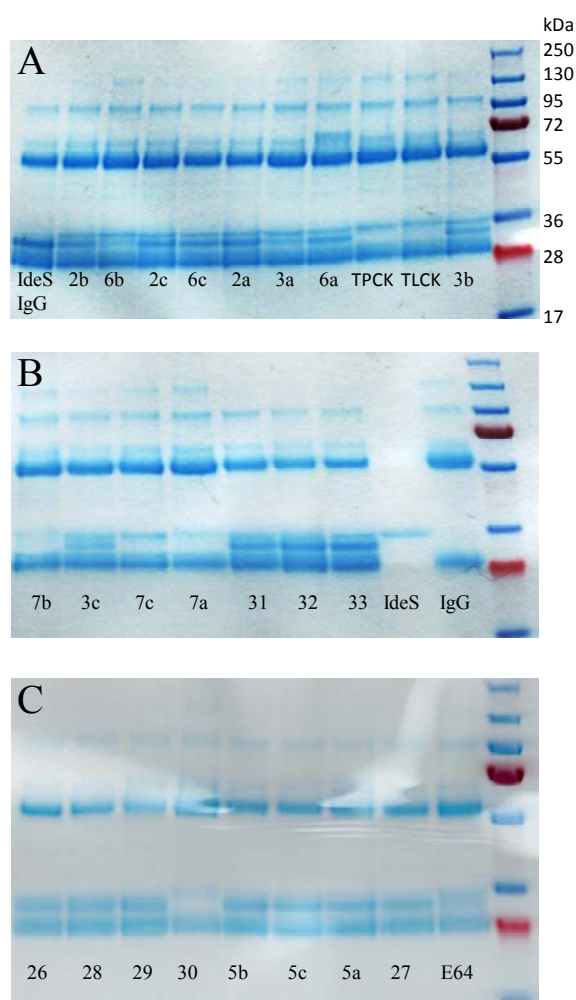 kDa
A
250
130
95
72
55
36
28
17
IdeS 2b 6b 2c 6c 2a 3a 6a TPCK TLCK 3b
IgG
B
7b 3c 7c 7a 31 32 33 IdeS IgG
C
26 28 29 30 5b 5c 5a 27 E64